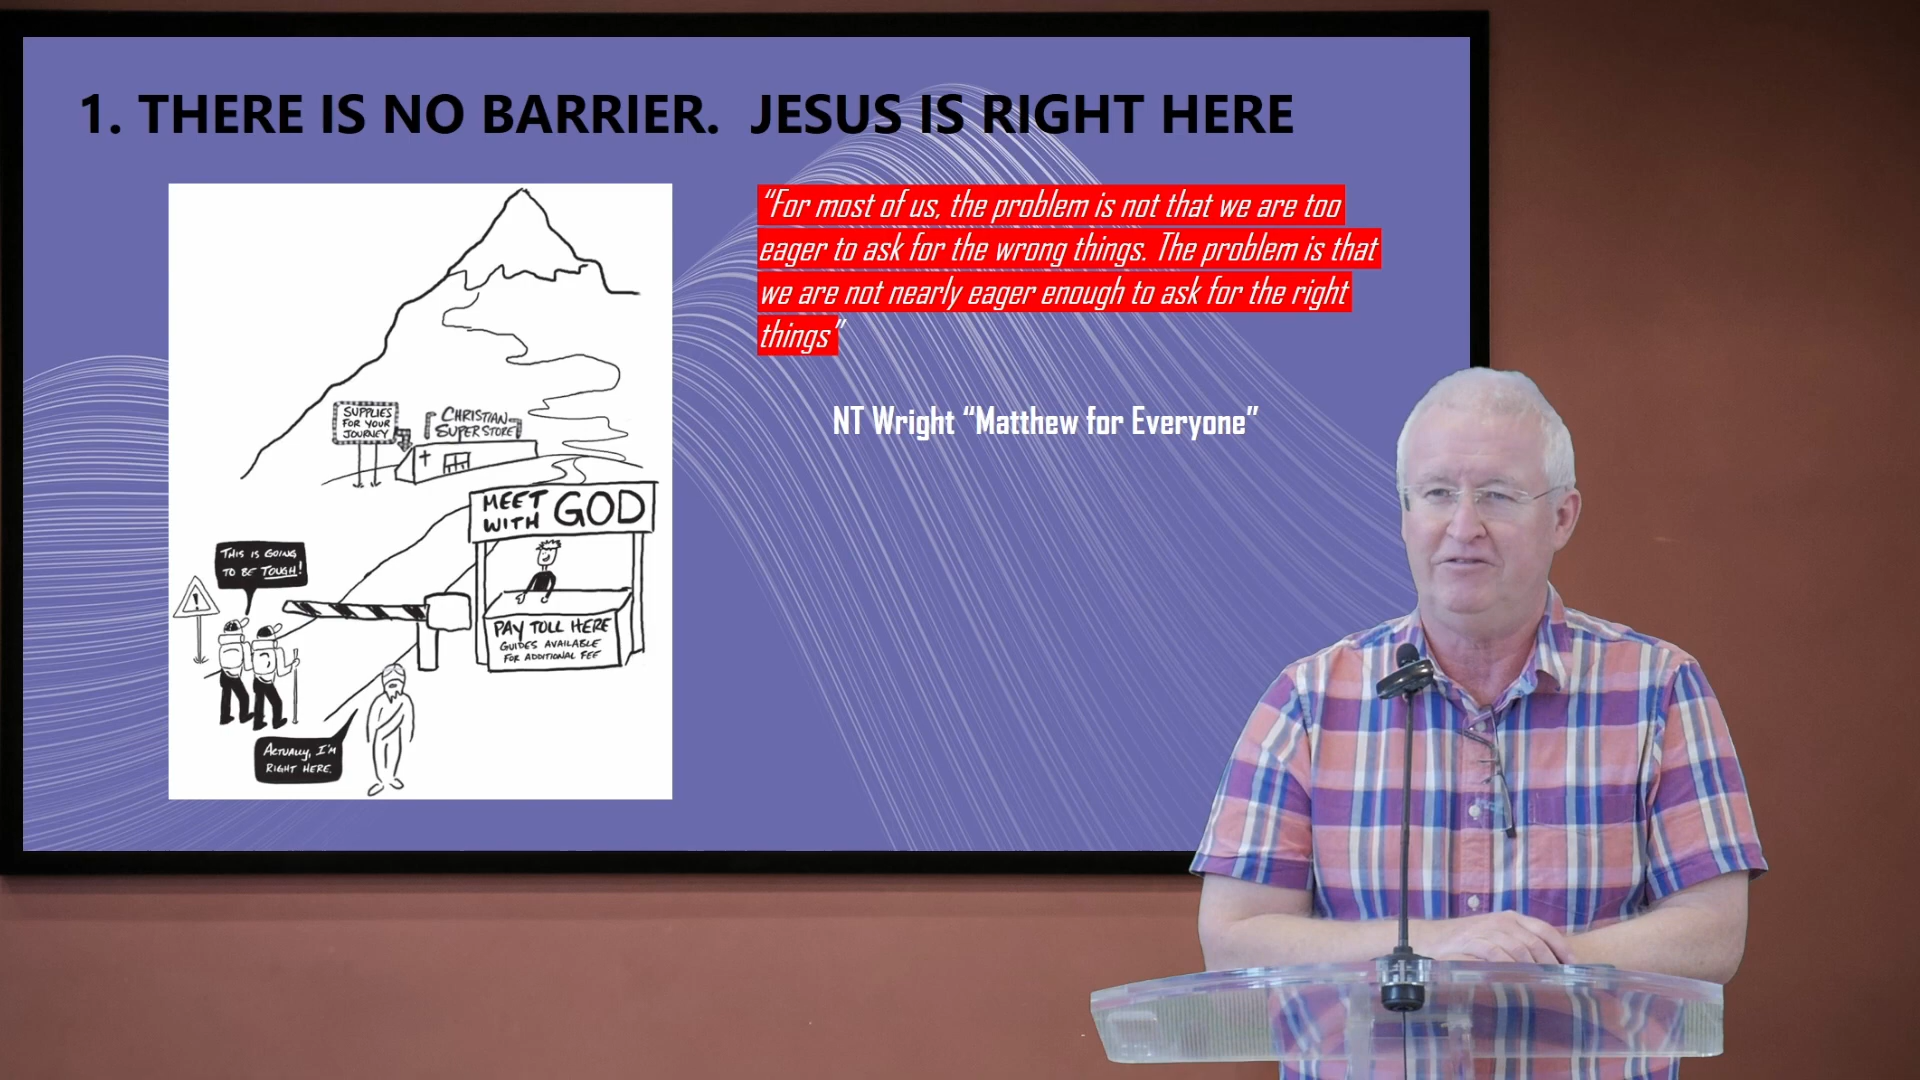 1. THERE IS NO BARRIER.  JESUS IS RIGHT HERE
“For most of us, the problem is not that we are too
eager to ask for the wrong things. The problem is that
we are not nearly eager enough to ask for the right
things”
NT Wright “Matthew for Everyone”
SUPPLIES
FOR YOUR
JOURNEY
CHRISTIAN
SUPERSTORE
MEET
WITH GOD
THIS IS GOING
TO BE TOUGH!
!
PAY TOLL HERE
GUIDES AVAILABLE
FOR ADDITIONAL FEE
ACTUALLY, I'M
RIGHT HERE.